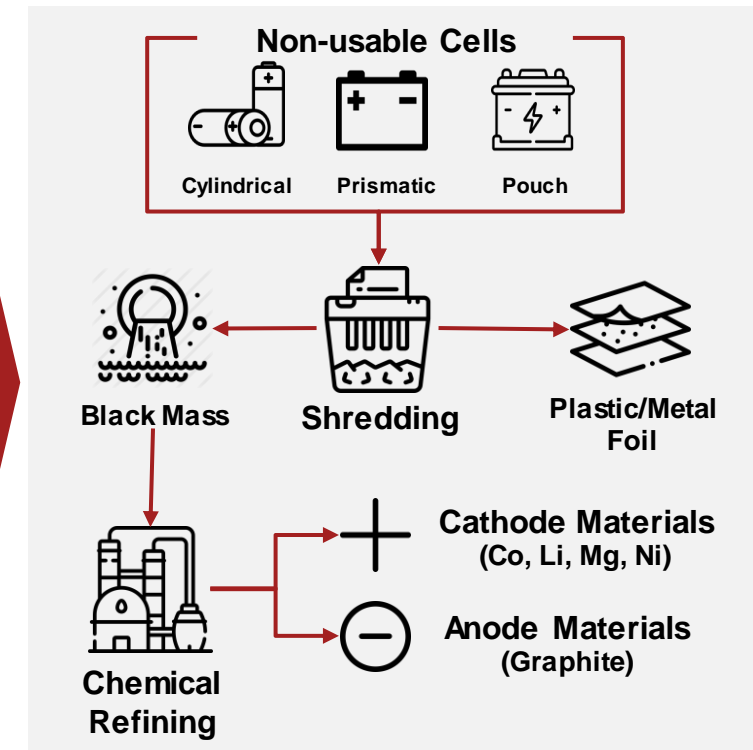 Non-usable Cells
Cylindrical
Prismatic
Pouch
Black Mass
Shredding
Plastic/Metal
Foil
Chemical
Refining
Cathode Materials
(Co, Li, Mg, Ni)
Anode Materials
(Graphite)